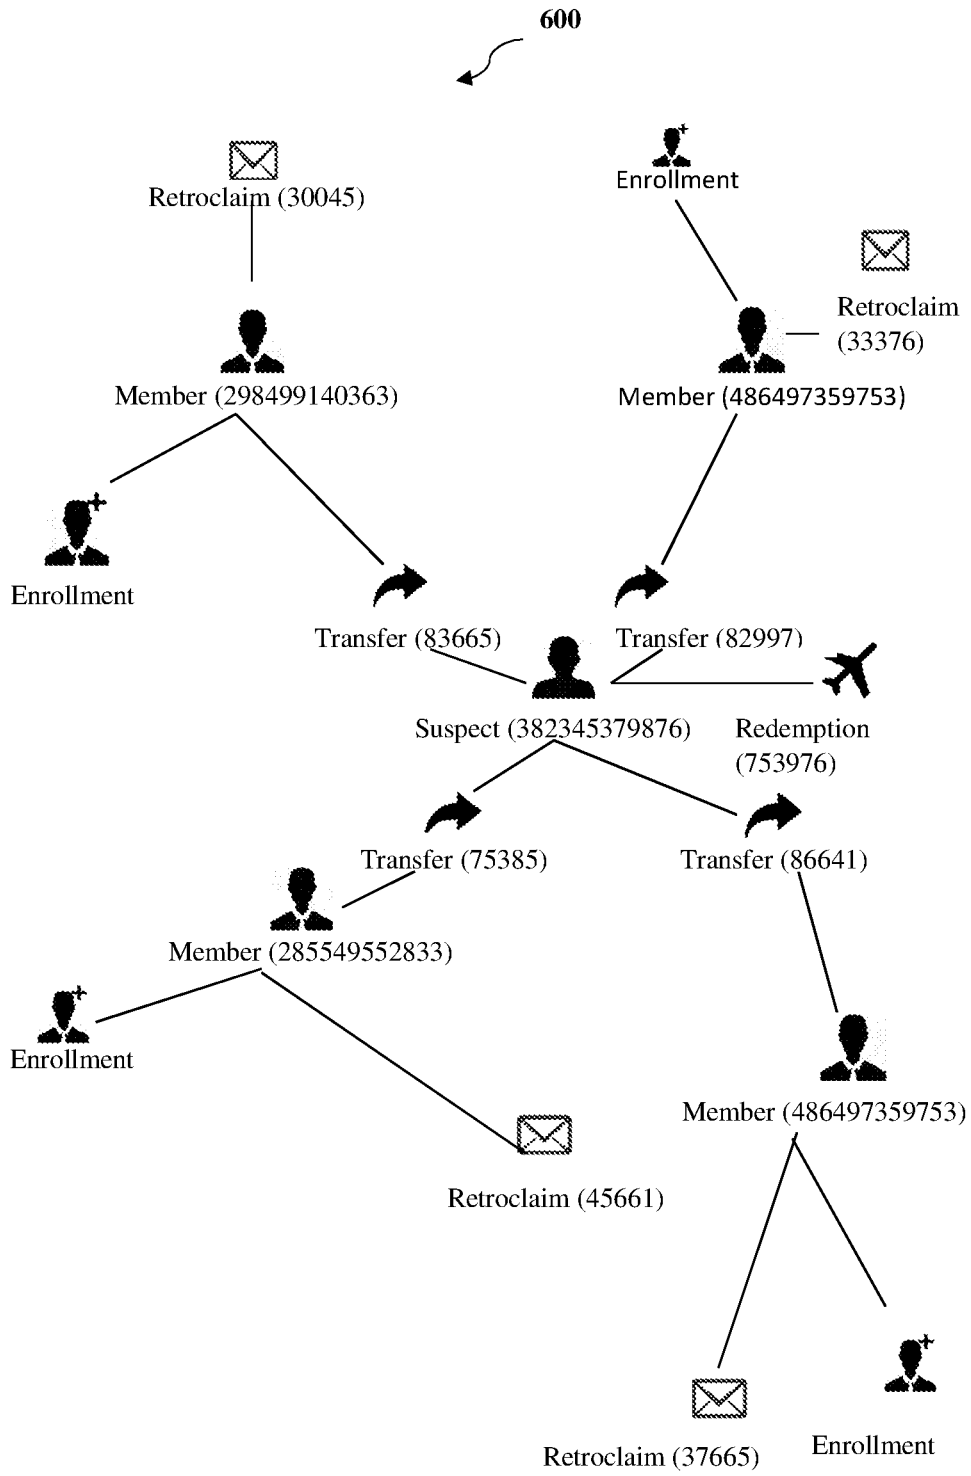 600
Retroclaim (30045)
Enrollment
Retroclaim
(33376)
Member (298499140363)
Member (486497359753)
Enrollment
Transfer (83665)
Transfer (82997)
Suspect (382345379876)
Redemption
(753976)
Transfer (75385)
Transfer (86641)
Member (285549552833)
Enrollment
Member (486497359753)
Retroclaim (45661)
Enrollment
Retroclaim (37665)